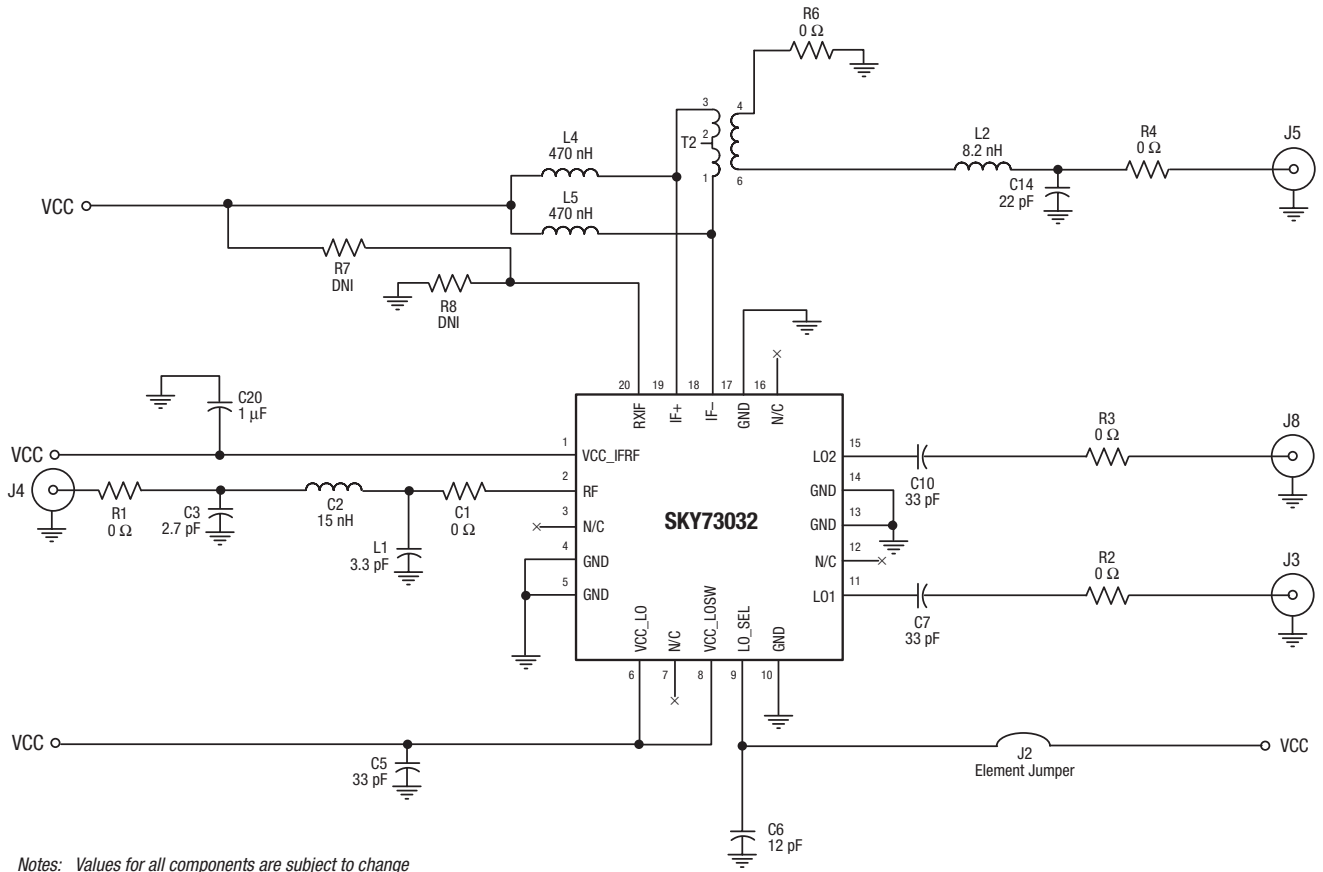 R6
0 Ω
3
4
T2
2
1
6
L4
470 nH
L5
470 nH
L2
8.2 nH
R4
0 Ω
J5
C14
22 pF
VCC
R7
DNI
R8
DNI
20
19
18
17
16
RXIF
IF+
IF–
GND
N/C
C20
1 μF
VCC
1
VCC_IFRF
J4
R1
0 Ω
C3
2.7 pF
C2
15 nH
L1
3.3 pF
C1
0 Ω
2
RF
3
N/C
4
GND
5
GND
SKY73032
15
LO2
14
GND
13
GND
12
N/C
11
LO1
C10
33 pF
R3
0 Ω
J8
C7
33 pF
R2
0 Ω
J3
VCC_LO
N/C
VCC_LOSW
LO_SEL
GND
6
7
8
9
10
VCC
C5
33 pF
J2
Element Jumper
VCC
C6
12 pF
Notes: Values for all components are subject to change